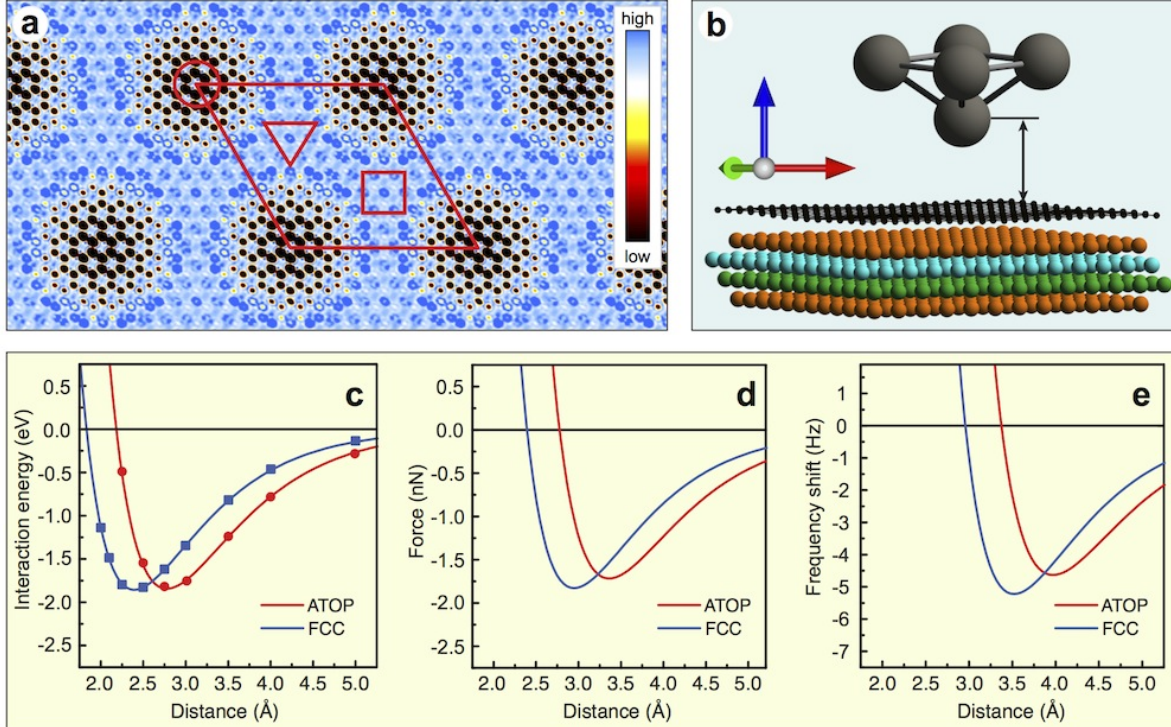 a
high
low
b
c
Interaction energy (eV)
0.5
0.0
-0.5
-1.0
-1.5
-2.0
-2.5
ATOP
FCC
2.0 2.5 3.0 3.5 4.0 4.5 5.0
Distance (Å)
d
Force (nN)
0.5
0.0
-0.5
-1.0
-1.5
-2.0
-2.5
ATOP
FCC
2.0 2.5 3.0 3.5 4.0 4.5 5.0
Distance (Å)
e
Frequency shift (Hz)
1
0
-1
-2
-3
-4
-5
-6
-7
ATOP
FCC
2.0 2.5 3.0 3.5 4.0 4.5 5.0
Distance (Å)